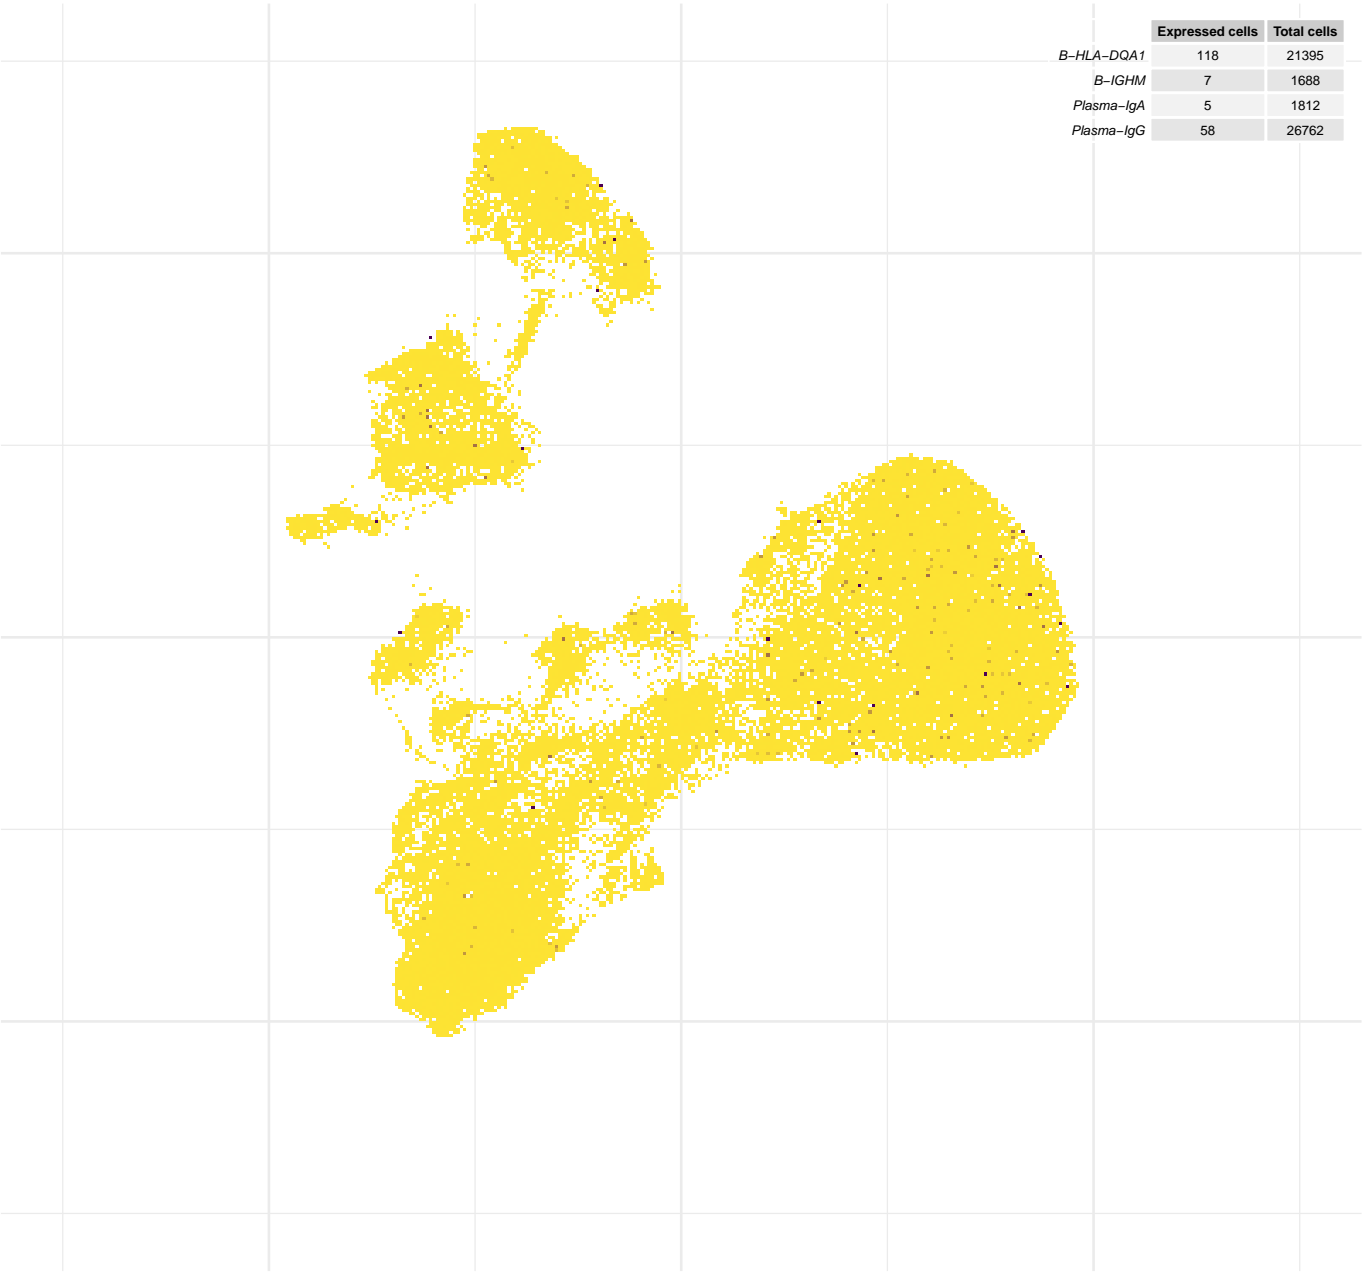 Expressed cells Total cells
B−HLA−DQA1 118 21395
B−IGHM 7 1688
Plasma−IgA 5 1812
Plasma−IgG 58 26762